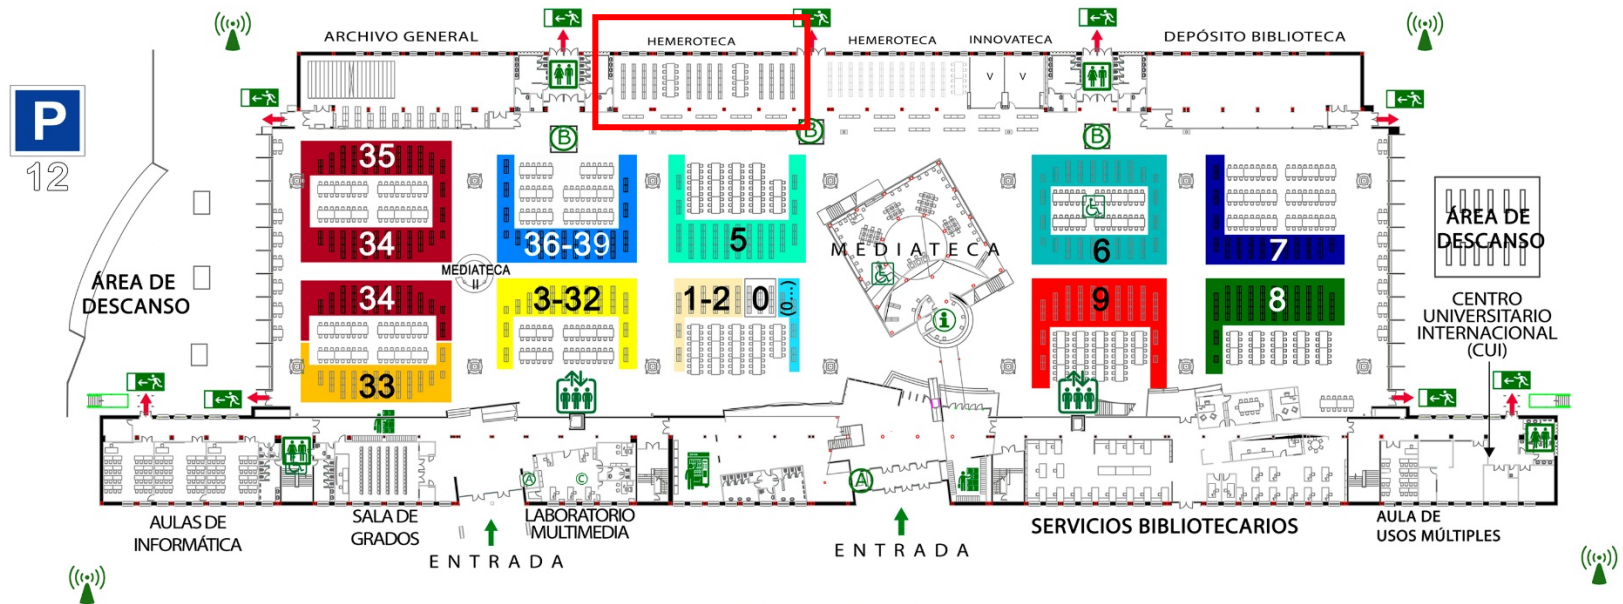 ARCHIVO GENERAL
HEMEROTECA
HEMEROTECA
INNOVATECA
DEPÓSITO BIBLIOTECA
V V
P
12
B
B
B
35
34
36-39
5
6
7
MEDIATECA
MEDIATECA
II
ÁREA DE
DESCANSO
ÁREA DE
DESCANSO
34
3-32
1-2
0
(0...)
9
8
i
33
CENTRO
UNIVERSITARIO
INTERNACIONAL
(CUI)
N
N
A
C
A
AULAS DE
INFORMÁTICA
SALA DE
GRADOS
LABORATORIO
MULTIMEDIA
ENTRADA
ENTRADA
SERVICIOS BIBLIOTECARIOS
AULA DE
USOS MÚLTIPLES